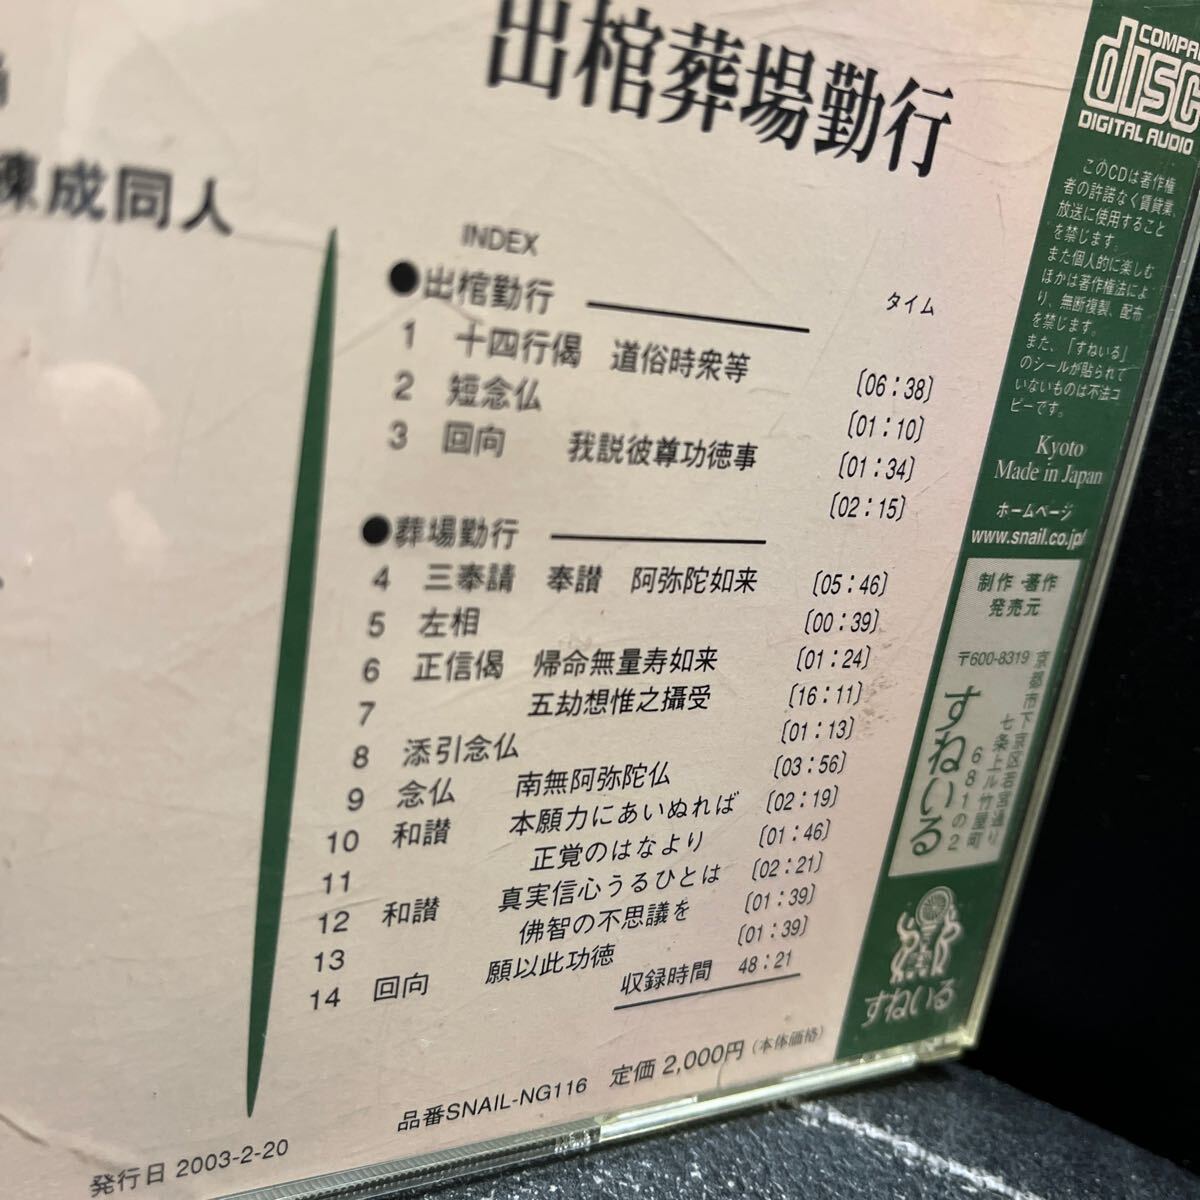 出棺葬場勤行
練成同人
INDEX
タイム
●出棺勤行
1 十四行偈 道俗時衆等 〔06:38〕
2 短念仏 〔01:10〕
3 回向 我説彼尊功徳事 〔01:34〕
〔02:15〕
●葬場勤行
4 三奉請 奉讃 阿弥陀如来 〔05:46〕
5 左相 〔00:39〕
6 正信偈 帰命無量寿如来 〔01:24〕
7 五劫想惟之攝受 〔16:11〕
8 添引念仏 〔01:13〕
9 念仏 南無阿弥陀仏 〔03:56〕
10 和讃 本願力にあいぬれば 〔02:19〕
11 正覚のはなより 〔01:46〕
12 和讃 真実信心うるひとは 〔02:21〕
13 佛智の不思議を 〔01:39〕
14 回向 願以此功徳 〔01:39〕
収録時間 48:21
品番SNAIL-NG116 定価 2,000円(本体価格)
発行日 2003-2-20
COMPA
disc
DIGITAL AUDIO
このCDは著作権
者の許諾なく賃貸業、
放送に使用すること
を禁じます。
また個人的に楽しむ
ほかは著作権法によ
り、無断複製、配布
を禁じます。
また、「すねいる」
のシールが貼られて
いないものは不法コ
ピーです。
Kyoto
Made in Japan
ホームページ
www.snail.co.jp/
制作・著作
発売元
〒600-8319
京都市下京区若宮通り
七条上ル竹屋町
681の2
すねいる
すねいる